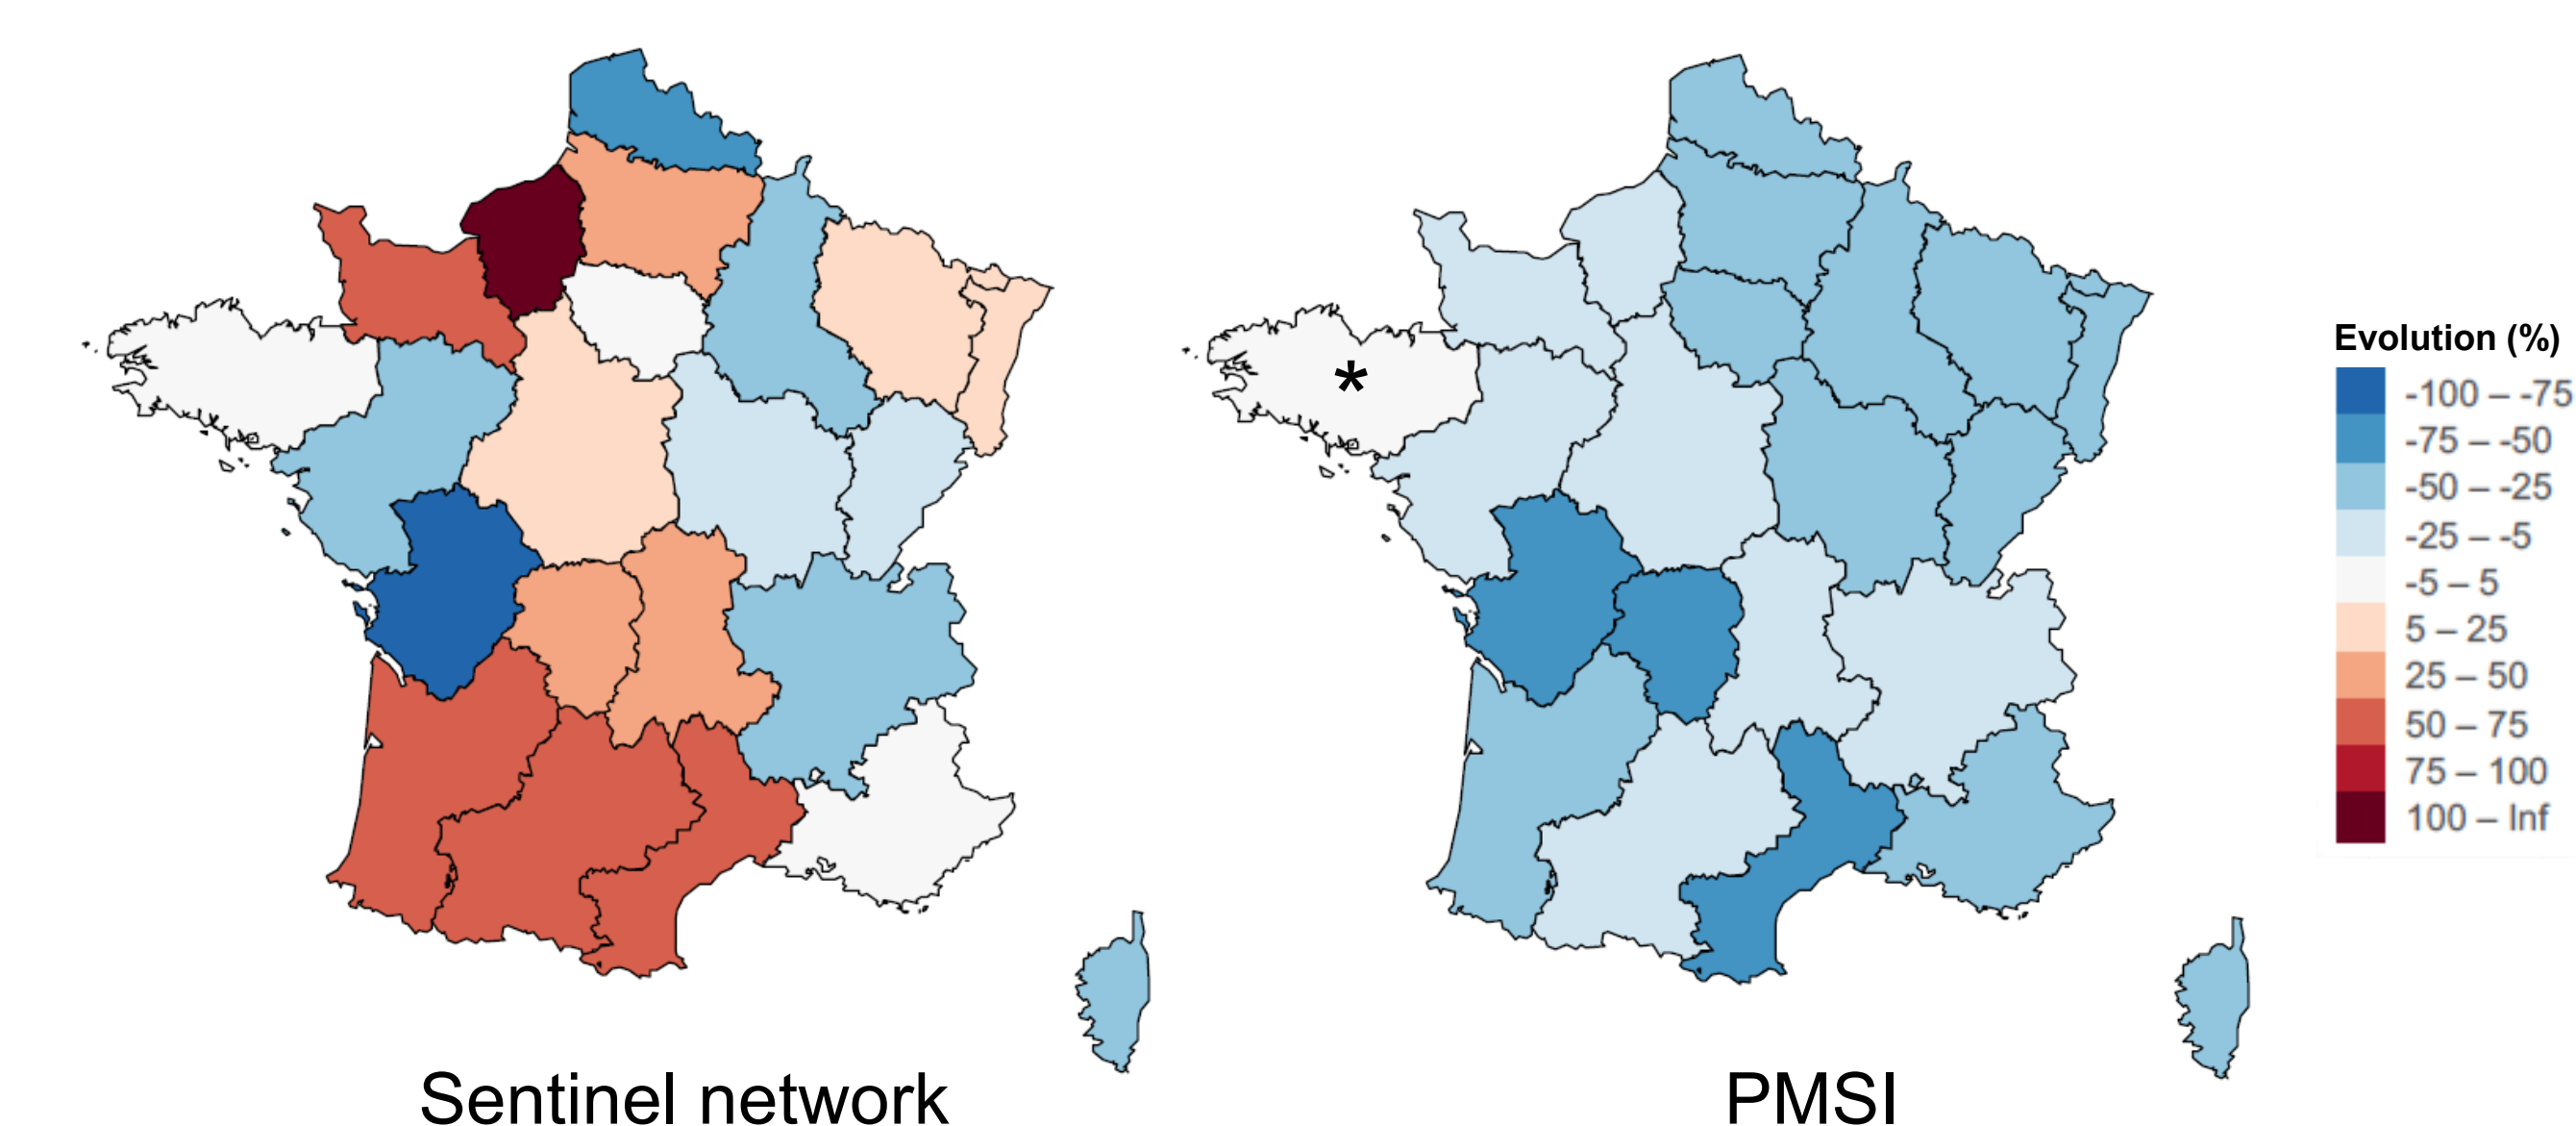 *
Evolution (%)
-100 – -75
-75 – -50
-50 – -25
-25 – -5
-5 – 5
5 – 25
25 – 50
50 – 75
75 – 100
100 – Inf
Sentinel network
PMSI